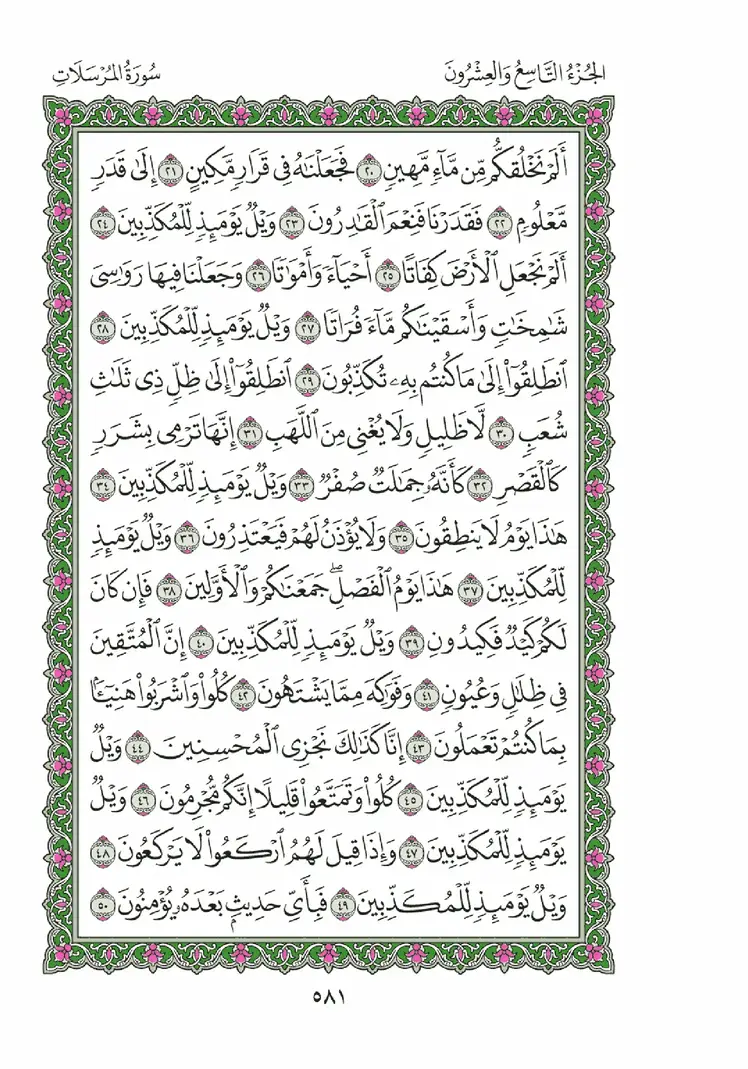 الجُزْءُ التَّاسِعُ وَالعِشْرُونَ
سُورَةُ المُرْسَلَاتِ
أَلَمْ نَخْلُقكُّم مِّن مَّآءٖ مَّهِينٖ ٢٠ فَجَعَلْنَٰهُ فِي قَرَارٖ مَّكِينٍ ٢١ إِلَىٰ قَدَرٖ
مَّعْلُومٖ ٢٢ فَقَدَرْنَا فَنِعْمَ ٱلْقَٰدِرُونَ ٢٣ وَيْلٞ يَوْمَئِذٖ لِّلْمُكَذِّبِينَ ٢٤
أَلَمْ نَجْعَلِ ٱلْأَرْضَ كِفَاتًا ٢٥ أَحْيَآءٗ وَأَمْوَٰتٗا ٢٦ وَجَعَلْنَا فِيهَا رَوَٰسِيَ
شَٰمِخَٰتٖ وَأَسْقَيْنَٰكُم مَّآءٗ فُرَاتٗا ٢٧ وَيْلٞ يَوْمَئِذٖ لِّلْمُكَذِّبِينَ ٢٨
ٱنطَلِقُوٓا۟ إِلَىٰ مَا كُنتُم بِهِۦ تُكَذِّبُونَ ٢٩ ٱنطَلِقُوٓا۟ إِلَىٰ ظِلّٖ ذِي ثَلَٰثِ
شُعَبٖ ٣٠ لَّا ظَلِيلٖ وَلَا يُغْنِي مِنَ ٱللَّهَبِ ٣١ إِنَّهَا تَرْمِي بِشَرَرٖ
كَٱلْقَصْرِ ٣٢ كَأَنَّهُۥ جِمَٰلَتٞ صُفْرٞ ٣٣ وَيْلٞ يَوْمَئِذٖ لِّلْمُكَذِّبِينَ ٣٤
هَٰذَا يَوْمُ لَا يَنطِقُونَ ٣٥ وَلَا يُؤْذَنُ لَهُمْ فَيَعْتَذِرُونَ ٣٦ وَيْلٞ يَوْمَئِذٖ
لِّلْمُكَذِّبِينَ ٣٧ هَٰذَا يَوْمُ ٱلْفَصْلِۖ جَمَعْنَٰكُمْ وَٱلْأَوَّلِينَ ٣٨ فَإِن كَانَ
لَكُمْ كَيْدٞ فَكِيدُونِ ٣٩ وَيْلٞ يَوْمَئِذٖ لِّلْمُكَذِّبِينَ ٤٠ إِنَّ ٱلْمُتَّقِينَ
فِي ظِلَٰلٖ وَعُيُونٖ ٤١ وَفَوَٰكِهَ مِمَّا يَشْتَهُونَ ٤٢ كُلُوا۟ وَٱشْرَبُوا۟ هَنِيٓـَٔۢا
بِمَا كُنتُمْ تَعْمَلُونَ ٤٣ إِنَّا كَذَٰلِكَ نَجْزِي ٱلْمُحْسِنِينَ ٤٤ وَيْلٞ
يَوْمَئِذٖ لِّلْمُكَذِّبِينَ ٤٥ كُلُوا۟ وَتَمَتَّعُوا۟ قَلِيلًا إِنَّكُم مُّجْرِمُونَ ٤٦ وَيْلٞ
يَوْمَئِذٖ لِّلْمُكَذِّبِينَ ٤٧ وَإِذَا قِيلَ لَهُمُ ٱرْكَعُوا۟ لَا يَرْكَعُونَ ٤٨
وَيْلٞ يَوْمَئِذٖ لِّلْمُكَذِّبِينَ ٤٩ فَبِأَيِّ حَدِيثِۭ بَعْدَهُۥ يُؤْمِنُونَ ٥٠
٥٨١